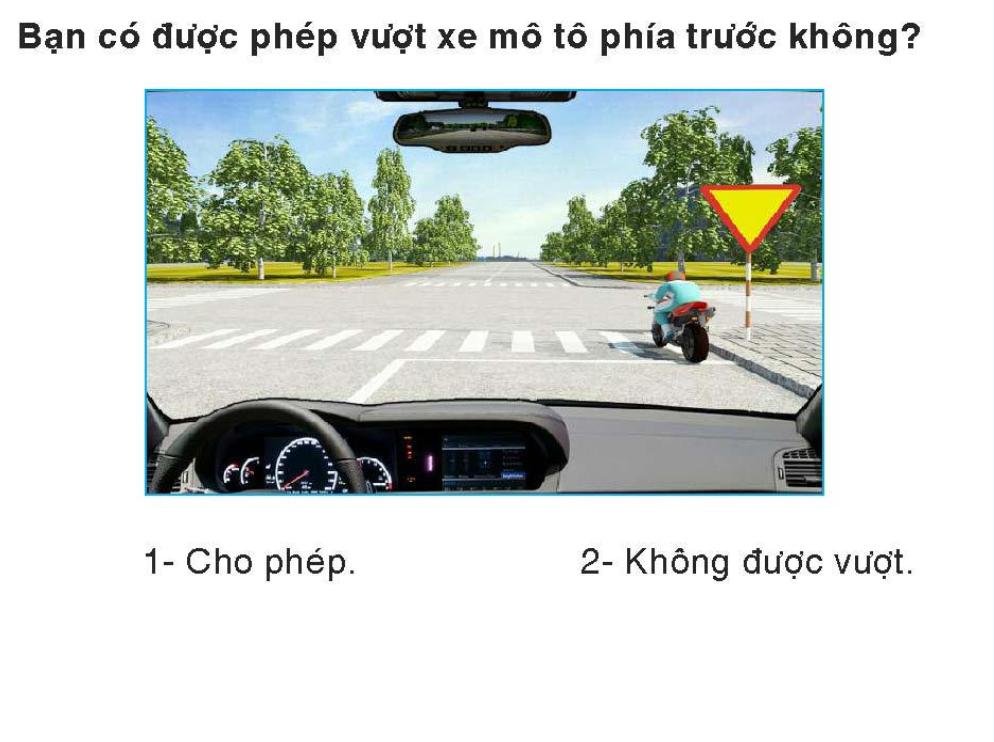 Bạn có được phép vượt xe mô tô phía trước không?
1- Cho phép.
2- Không được vượt.